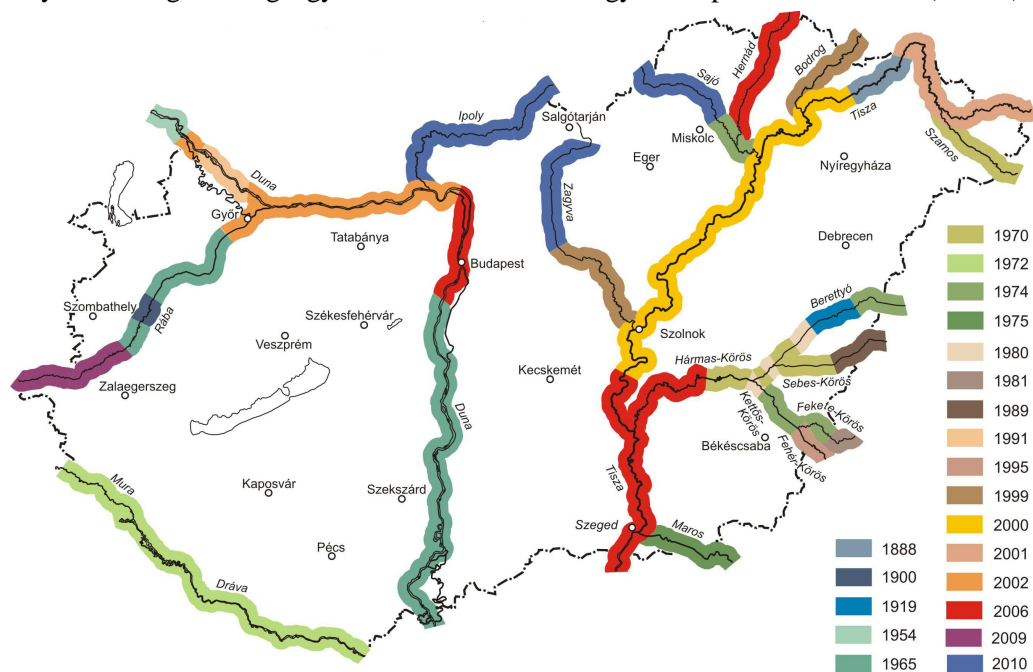 Ipoly
Sajó
Hernád
Bodrog
Tisza
Szamos
Salgótarján
Miskolc
Eger
Nyíregyháza
Duna
Győr
Tatabánya
Zagyva
Budapest
Debrecen
Szombathely
Rába
Székesfehérvár
Veszprém
Szolnok
Berettyó
Hármas-Körös
Sebes-Körös
Zalaegerszeg
Kecskemét
Duna
Kettős-
Körös
Fekete-Körös
Fehér-Körös
Békéscsaba
Mura
Kaposvár
Szekszárd
Tisza
Szeged
Maros
Pécs
Dráva
1888
1900
1919
1954
1965
1970
1972
1974
1975
1980
1981
1989
1991
1995
1999
2000
2001
2002
2006
2009
2010